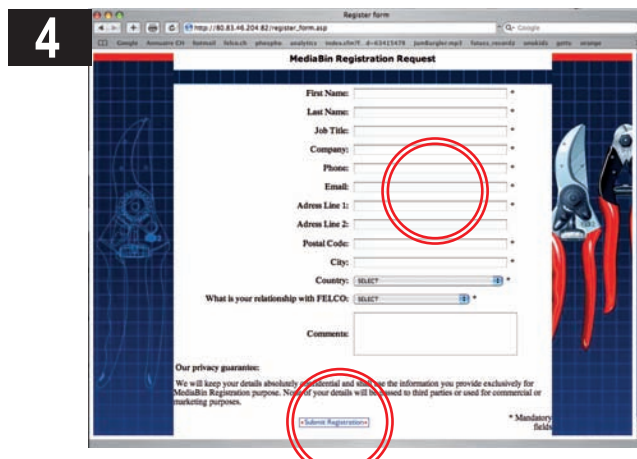 4
Register form
http://80.83.46.204:82/register_form.asp
Google
MediaBin Registration Request
First Name: *
Last Name: *
Job Title: *
Company: *
Phone: *
Email: *
Adress Line 1: *
Adress Line 2:
Postal Code: *
City: *
Country: SELECT *
What is your relationship with FELCO: SELECT *
Comments:
Our privacy guarantee:
We will keep your details absolutely confidential and shall use the information you provide exclusively for
MediaBin Registration purpose. None of your details will be passed to third parties or used for commercial or
marketing purposes.
Submit Registration
* Mandatory
fields